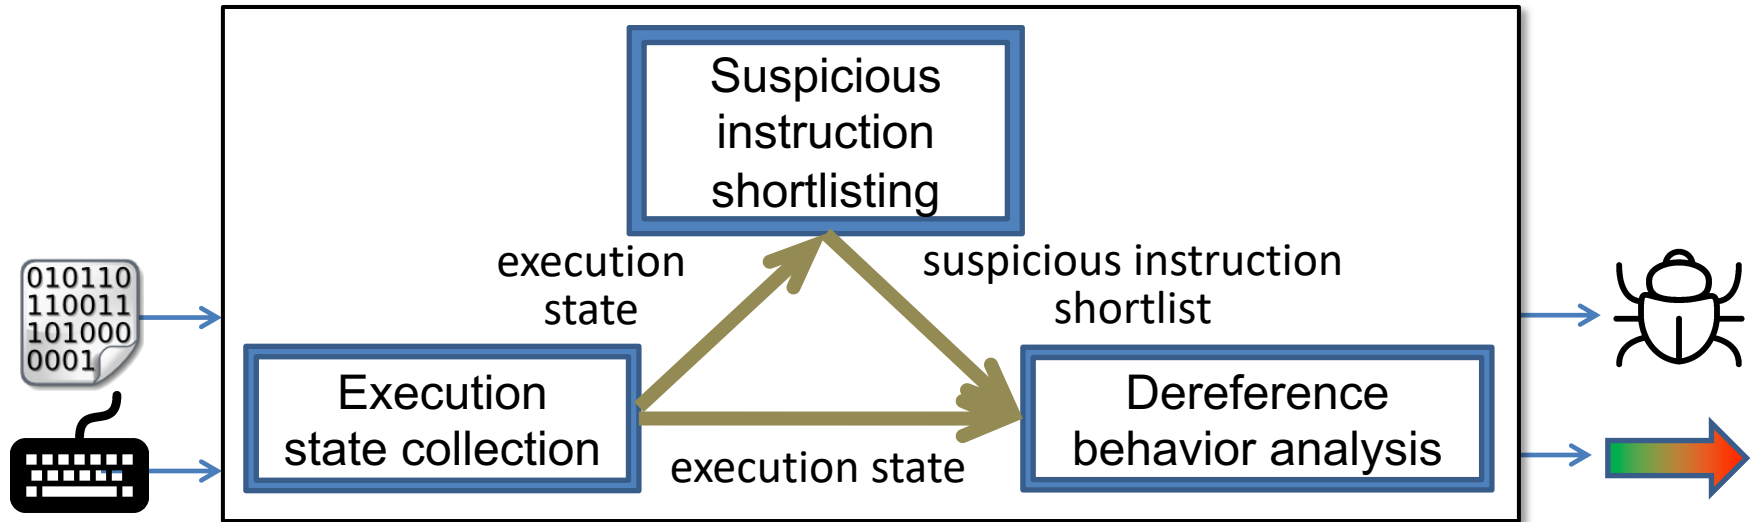 Suspicious
instruction
shortlisting
execution
state
suspicious instruction
shortlist
010110
110011
101000
0001
Execution
state collection
execution state
Dereference
behavior analysis